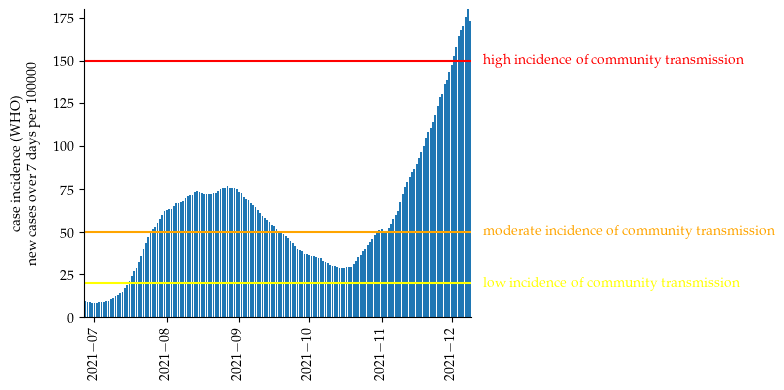 case incidence (WHO)
new cases over 7 days per 100000
175
150
125
100
75
50
25
0
high incidence of community transmission
moderate incidence of community transmission
low incidence of community transmission
2021−07
2021−08
2021−09
2021−10
2021−11
2021−12